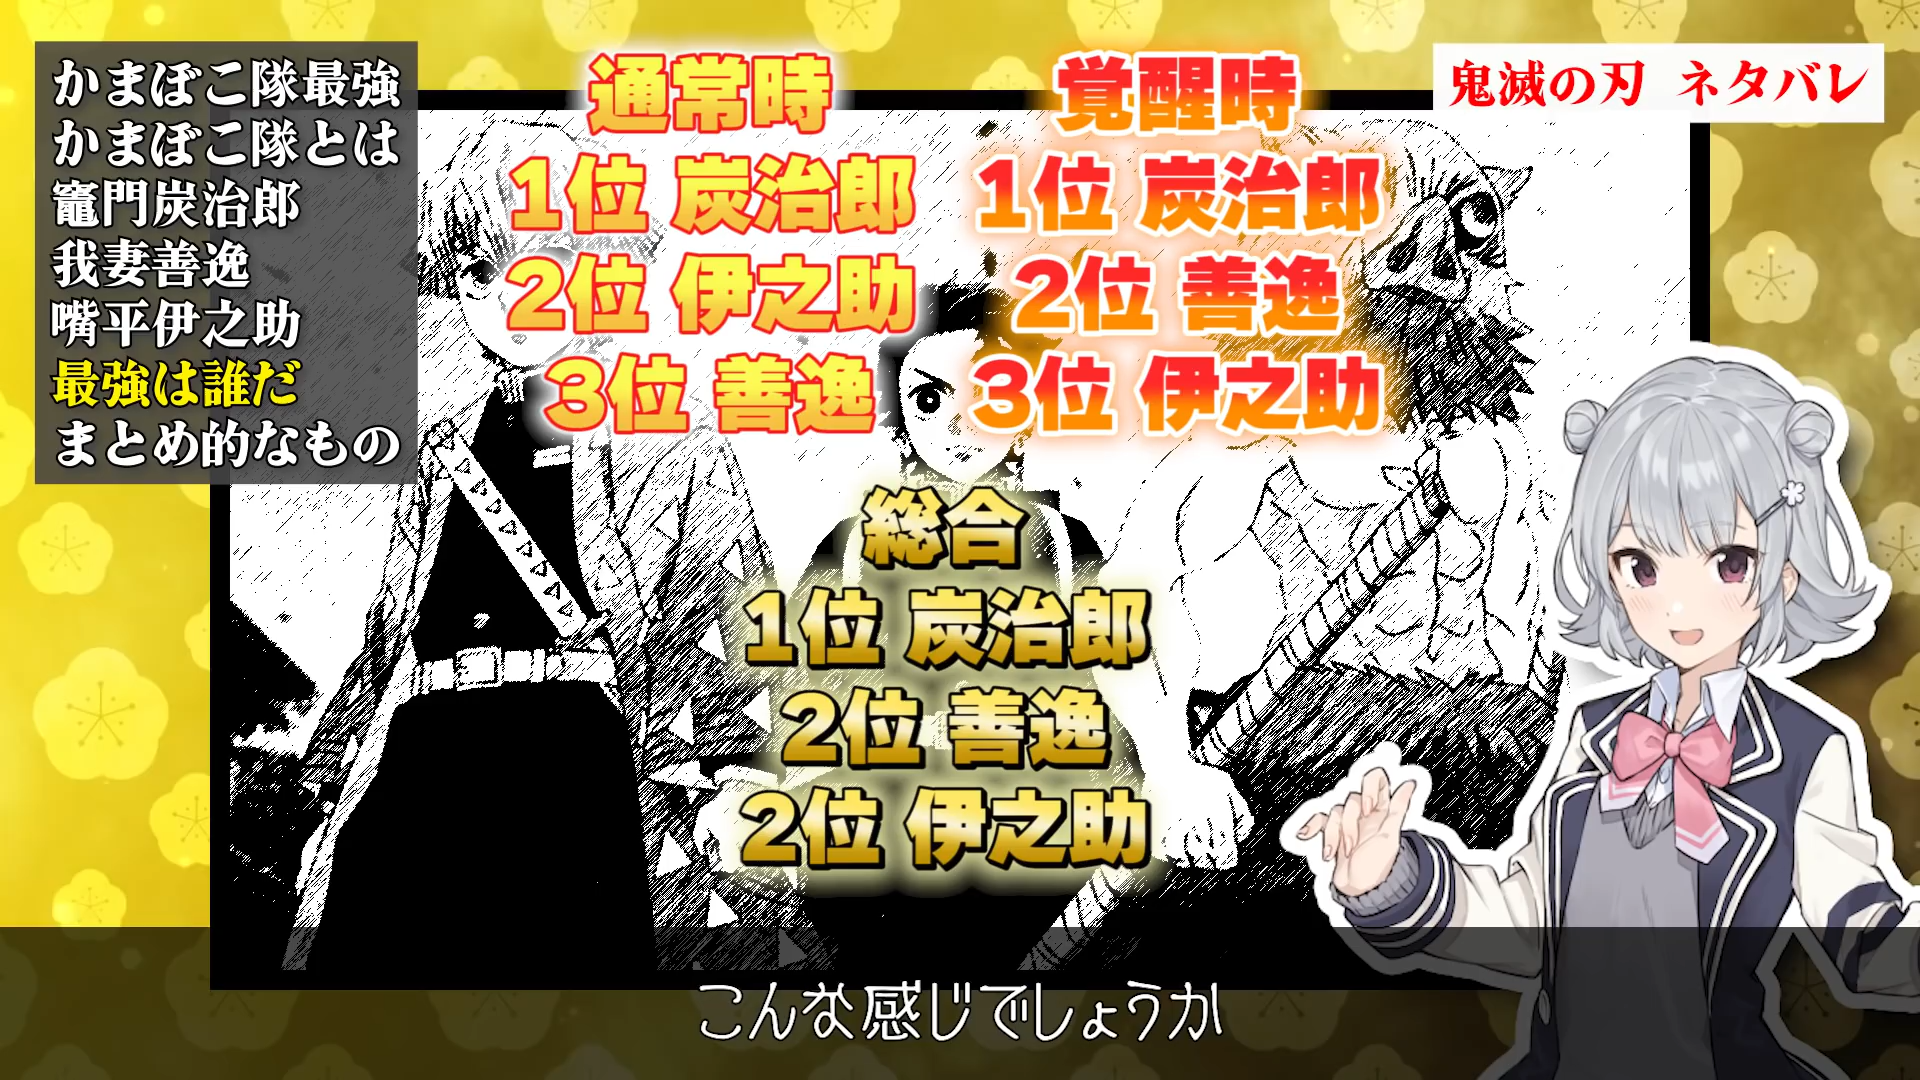 かまぼこ隊最強
かまぼこ隊とは
竈門炭治郎
我妻善逸
嘴平伊之助
最強は誰だ
まとめ的なもの
通常時
1位 炭治郎
2位 伊之助
3位 善逸
覚醒時
1位 炭治郎
2位 善逸
3位 伊之助
鬼滅の刃 ネタバレ
総合
1位 炭治郎
2位 善逸
2位 伊之助
こんな感じでしょうか